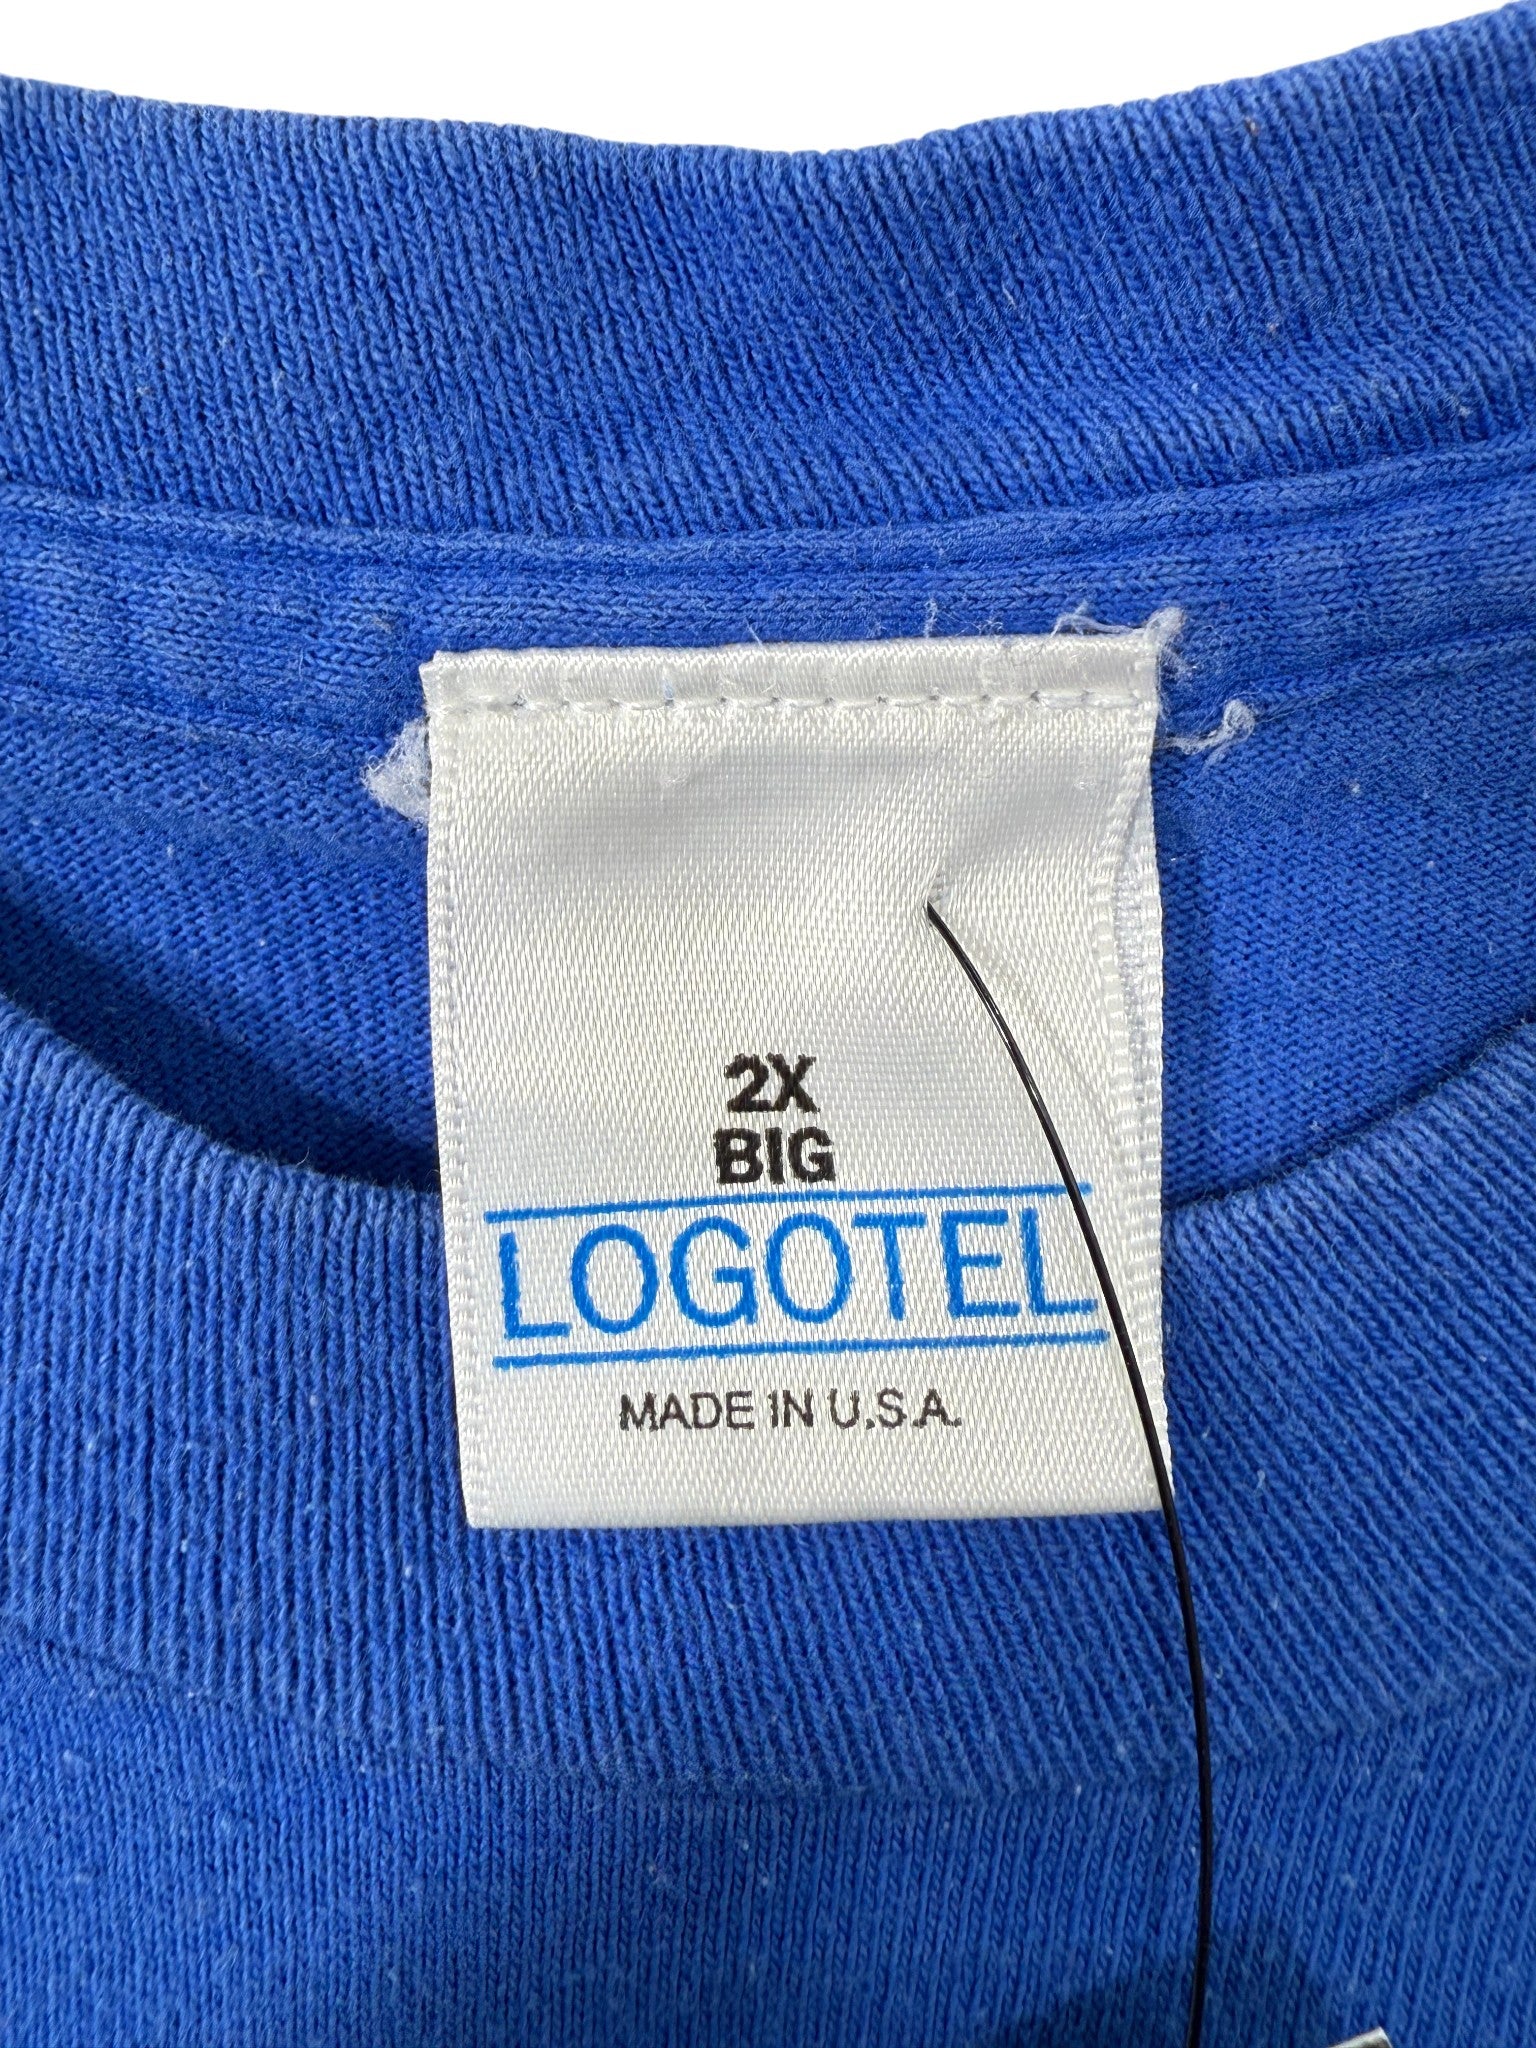 2X
BIG
LOGOTEL
MADE IN U.S.A.